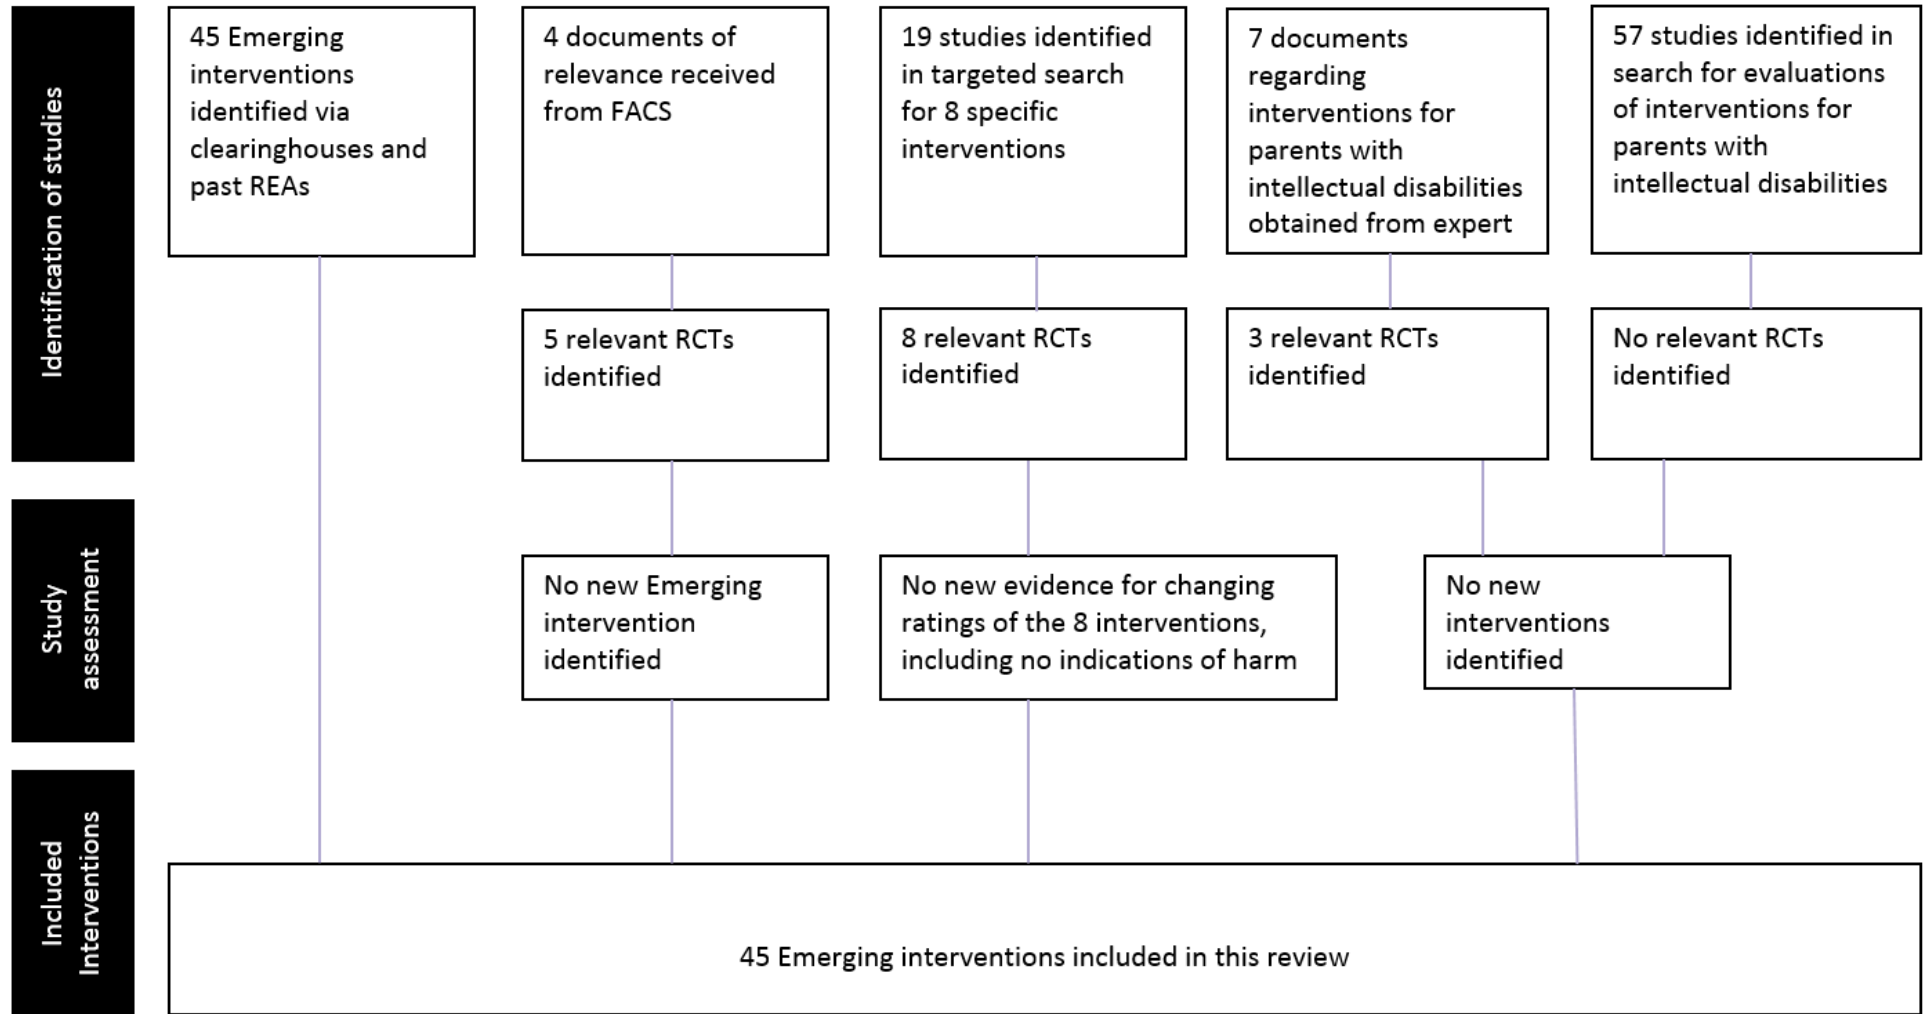 Identification of studies
45 Emerging
interventions
identified via
clearinghouses and
past REAs
4 documents of
relevance received
from FACS
19 studies identified
in targeted search
for 8 specific
interventions
7 documents
regarding
interventions for
parents with
intellectual disabilities
obtained from expert
57 studies identified in
search for evaluations
of interventions for
parents with
intellectual disabilities
5 relevant RCTs
identified
8 relevant RCTs
identified
3 relevant RCTs
identified
No relevant RCTs
identified
Study
assessment
No new Emerging
intervention
identified
No new evidence for changing
ratings of the 8 interventions,
including no indications of harm
No new
interventions
identified
Included
Interventions
45 Emerging interventions included in this review